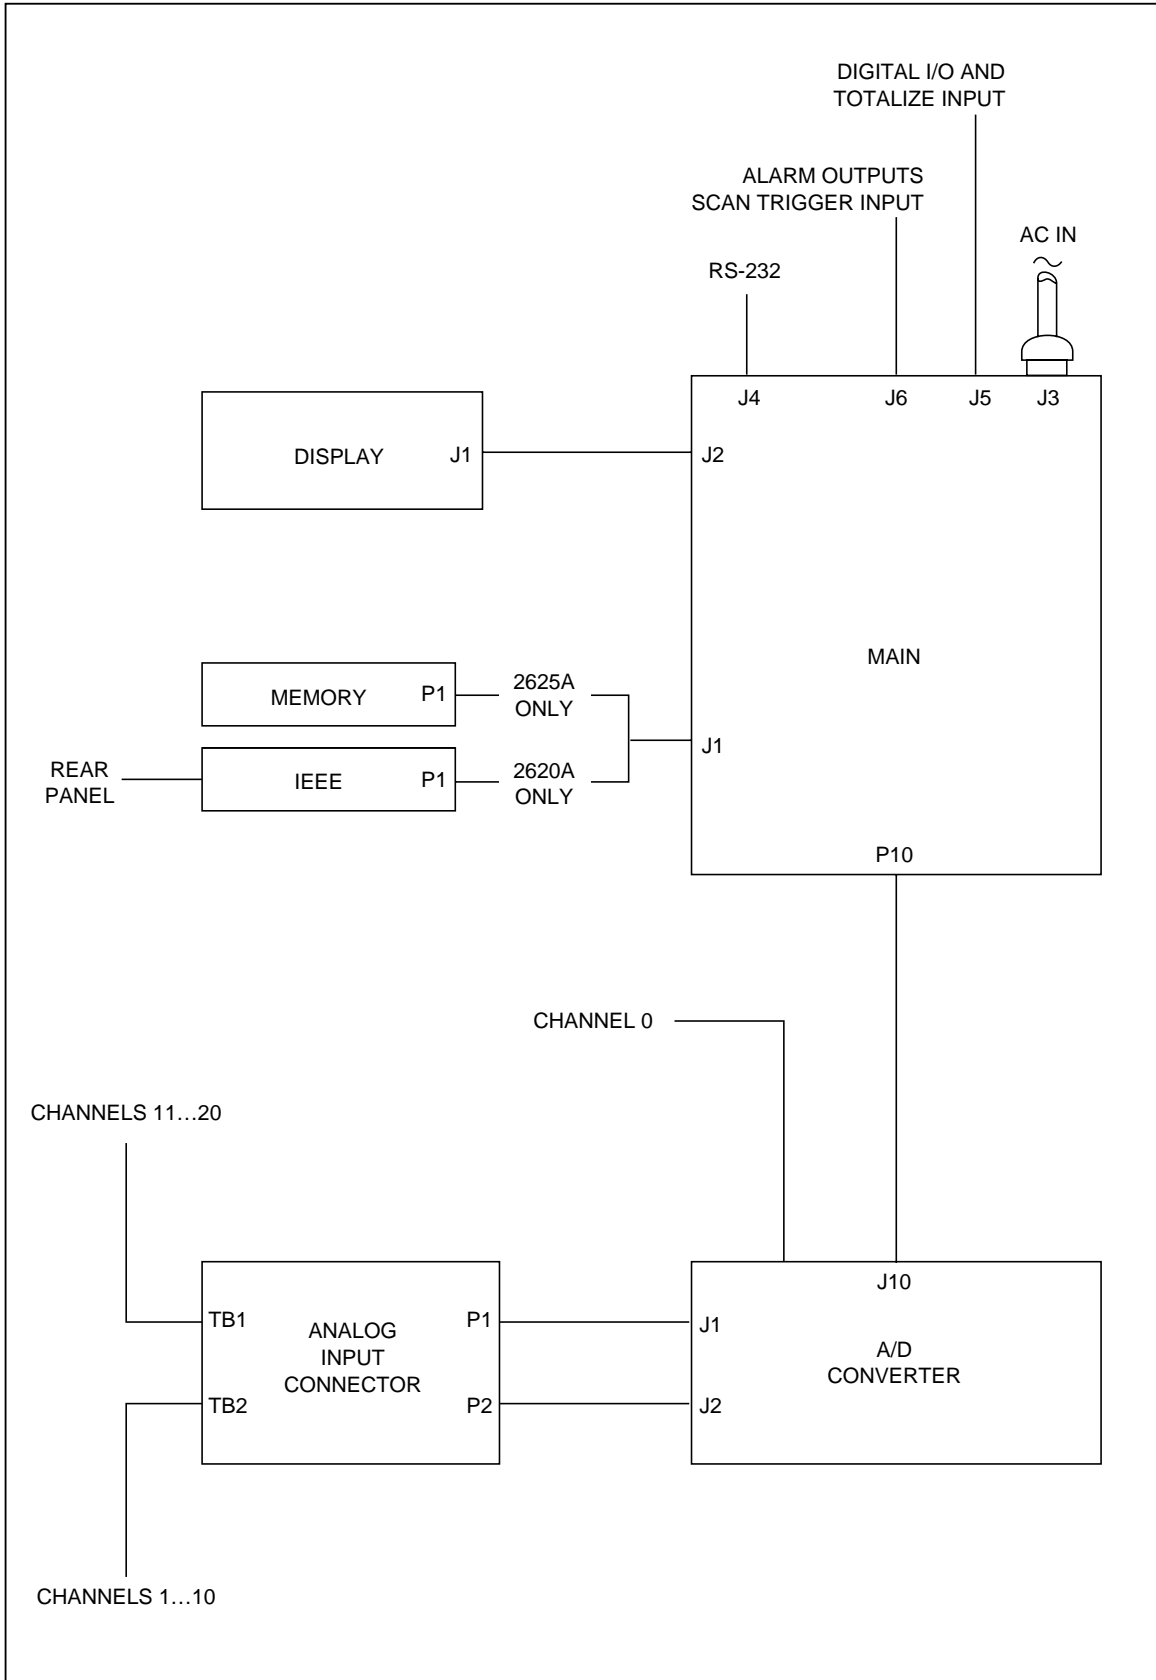 DIGITAL I/O AND
TOTALIZE INPUT
ALARM OUTPUTS
SCAN TRIGGER INPUT
AC IN
RS-232
J4
J6
J5
J3
DISPLAY
J1
J2
MAIN
MEMORY
P1
2625A
ONLY
J1
REAR
PANEL
IEEE
P1
2620A
ONLY
P10
CHANNEL 0
CHANNELS 11...20
J10
TB1
ANALOG
INPUT
CONNECTOR
P1
J1
A/D
CONVERTER
TB2
P2
J2
CHANNELS 1...10